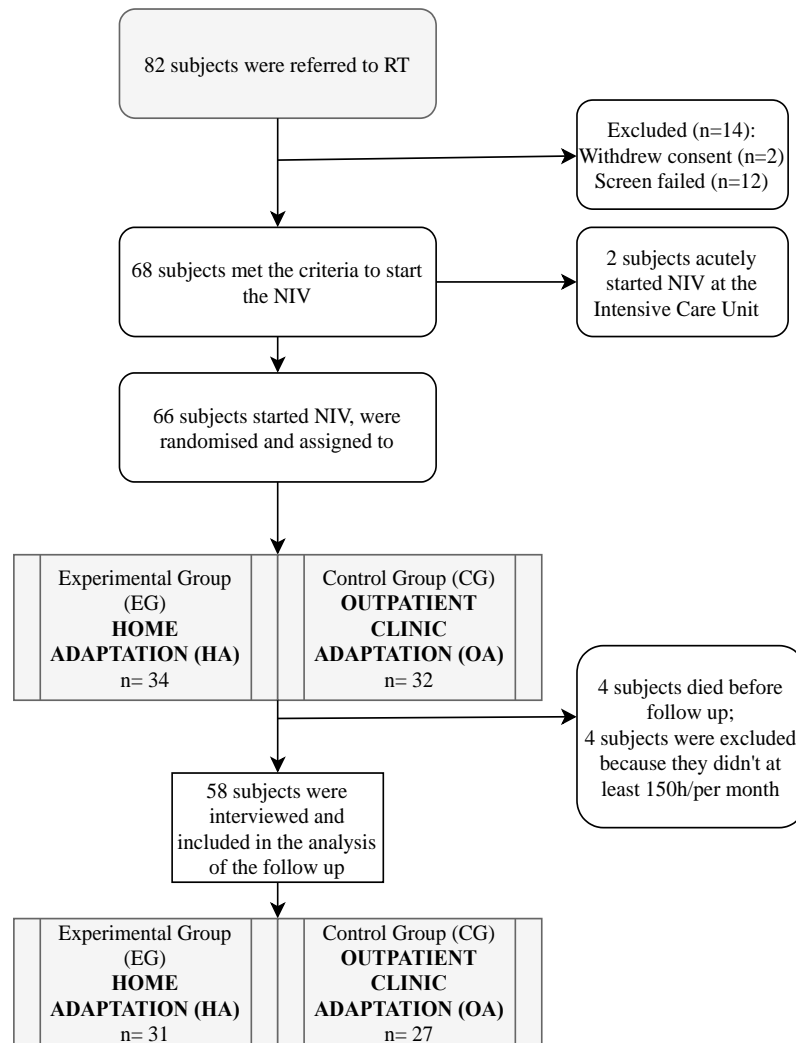 82 subjects were referred to RT
Excluded (n=14):
Withdrew consent (n=2)
Screen failed (n=12)
68 subjects met the criteria to start
the NIV
2 subjects acutely
started NIV at the
Intensive Care Unit
66 subjects started NIV, were
randomised and assigned to
Experimental Group
(EG)
HOME
ADAPTATION (HA)
n= 34
Control Group (CG)
OUTPATIENT
CLINIC
ADAPTATION (OA)
n= 32
4 subjects died before
follow up;
4 subjects were excluded
because they didn't at
least 150h/per month
58 subjects were
interviewed and
included in the analysis
of the follow up
Experimental Group
(EG)
HOME
ADAPTATION (HA)
n= 31
Control Group (CG)
OUTPATIENT
CLINIC
ADAPTATION (OA)
n= 27